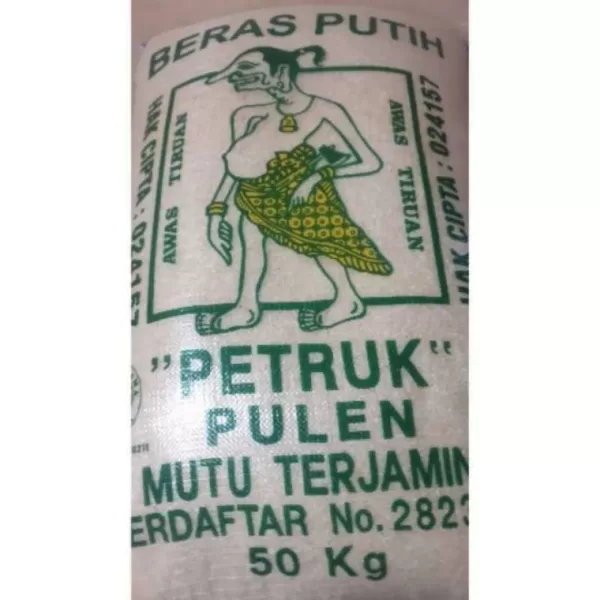 BERAS PUTIH
AWAS TIRUAN
AWAS TIRUAN
HAK CIPTA : 024157
HAK CIPTA : 024157
"PETRUK"
PULEN
MUTU TERJAMIN
ERDAFTAR No. 2823
50 Kg